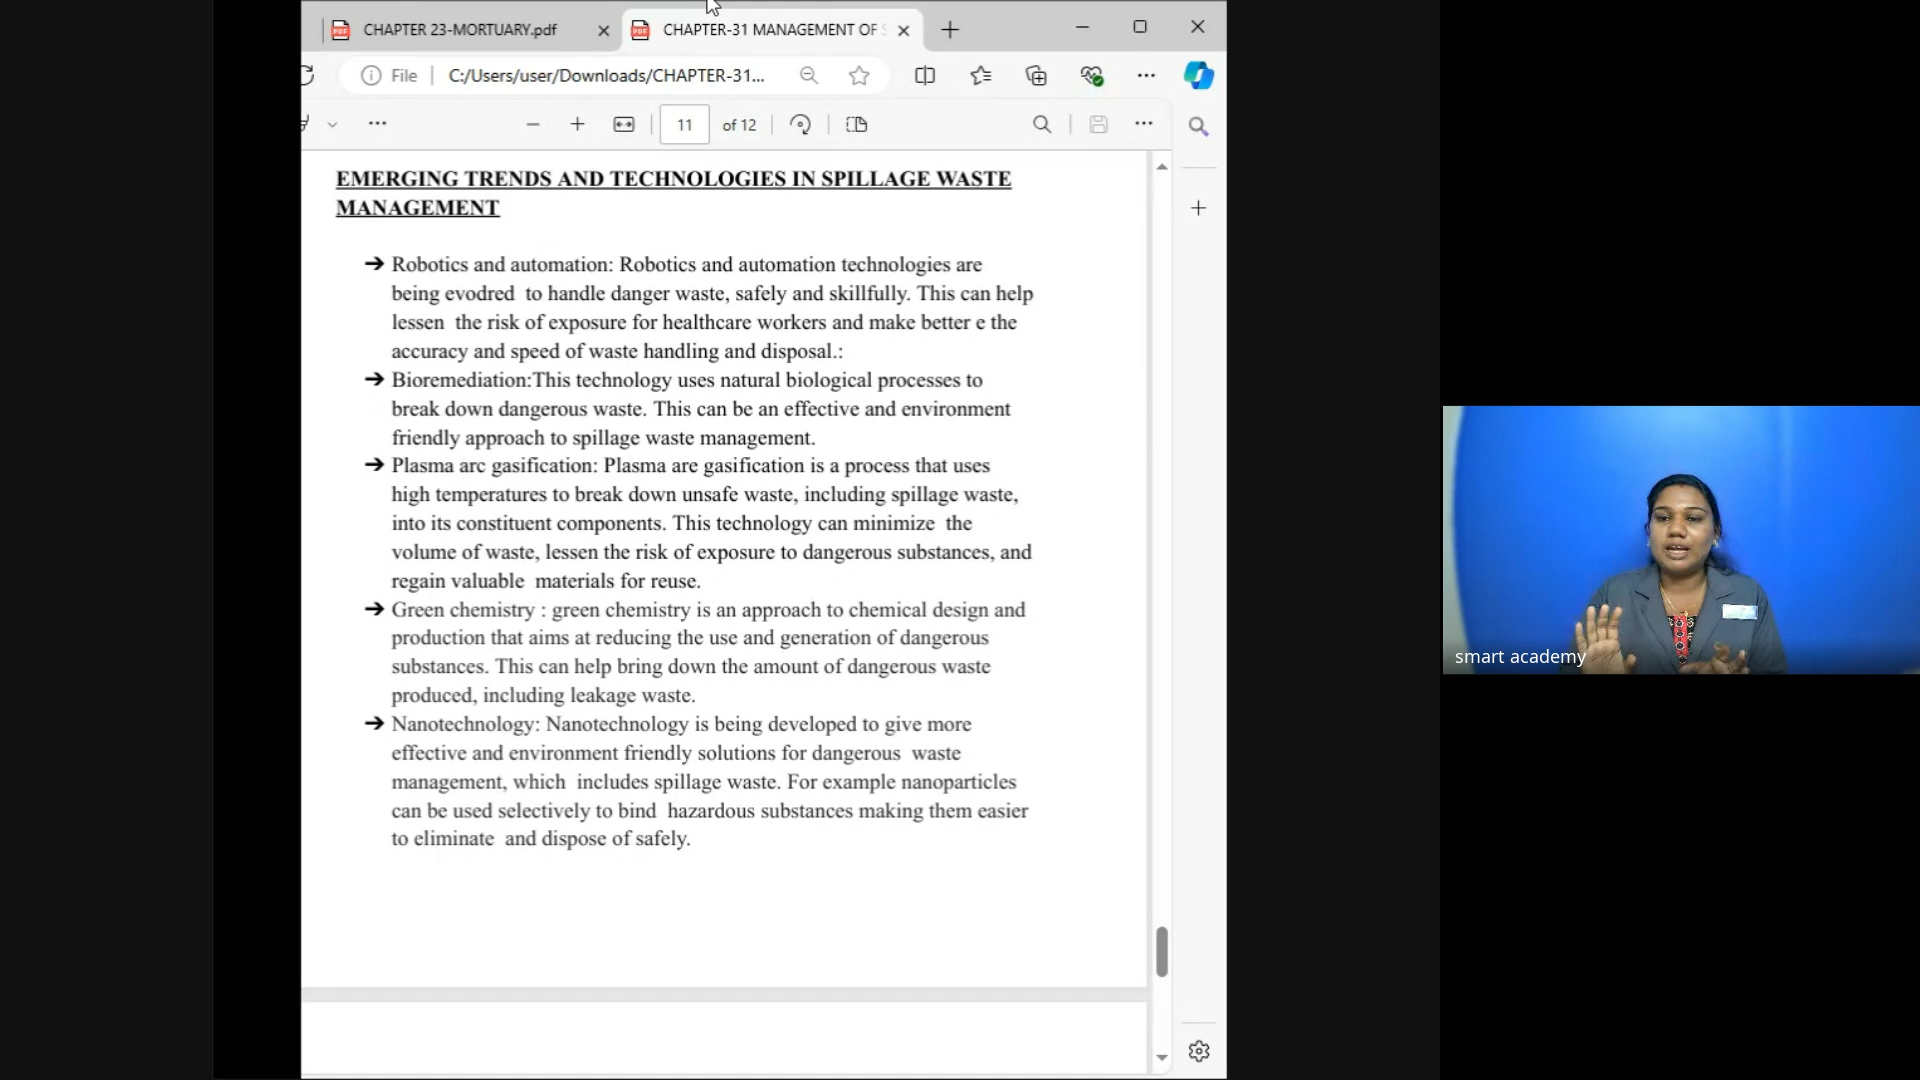 CHAPTER 23-MORTUARY.pdf
CHAPTER-31 MANAGEMENT OF
File
C:/Users/user/Downloads/CHAPTER-31...
11 of 12
EMERGING TRENDS AND TECHNOLOGIES IN SPILLAGE WASTE
MANAGEMENT
➔ Robotics and automation: Robotics and automation technologies are
being evodred to handle danger waste, safely and skillfully. This can help
lessen the risk of exposure for healthcare workers and make better e the
accuracy and speed of waste handling and disposal.:
➔ Bioremediation:This technology uses natural biological processes to
break down dangerous waste. This can be an effective and environment
friendly approach to spillage waste management.
➔ Plasma arc gasification: Plasma are gasification is a process that uses
high temperatures to break down unsafe waste, including spillage waste,
into its constituent components. This technology can minimize the
volume of waste, lessen the risk of exposure to dangerous substances, and
regain valuable materials for reuse.
➔ Green chemistry : green chemistry is an approach to chemical design and
production that aims at reducing the use and generation of dangerous
substances. This can help bring down the amount of dangerous waste
produced, including leakage waste.
➔ Nanotechnology: Nanotechnology is being developed to give more
effective and environment friendly solutions for dangerous waste
management, which includes spillage waste. For example nanoparticles
can be used selectively to bind hazardous substances making them easier
to eliminate and dispose of safely.
smart academy